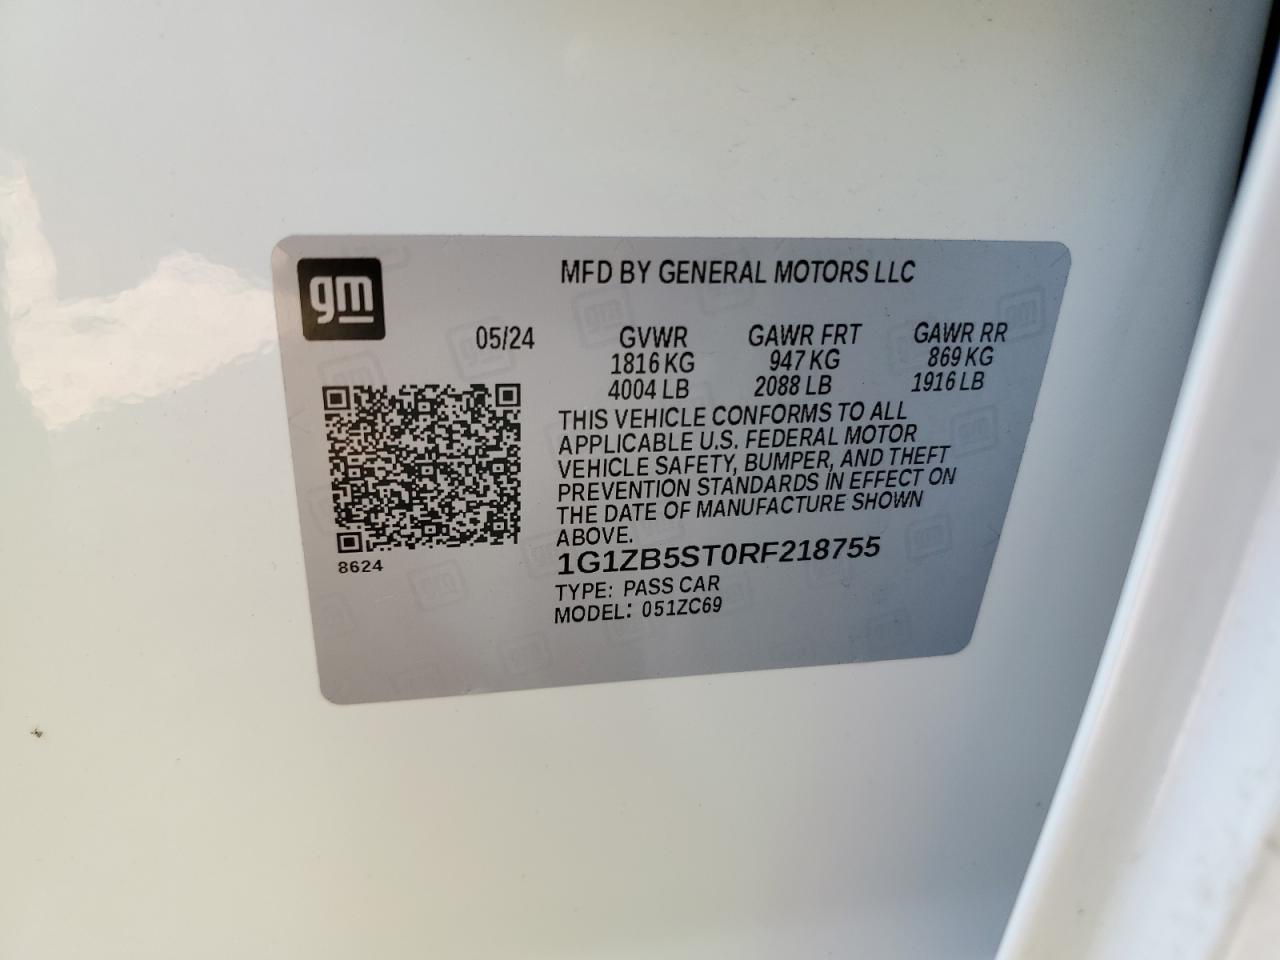 gm
MFD BY GENERAL MOTORS LLC
05/24 GVWR GAWR FRT GAWR RR
1816 KG 947 KG 869 KG
4004 LB 2088 LB 1916 LB
THIS VEHICLE CONFORMS TO ALL
APPLICABLE U.S. FEDERAL MOTOR
VEHICLE SAFETY, BUMPER, AND THEFT
PREVENTION STANDARDS IN EFFECT ON
THE DATE OF MANUFACTURE SHOWN
ABOVE.
8624
1G1ZB5ST0RF218755
TYPE: PASS CAR
MODEL: 051ZC69